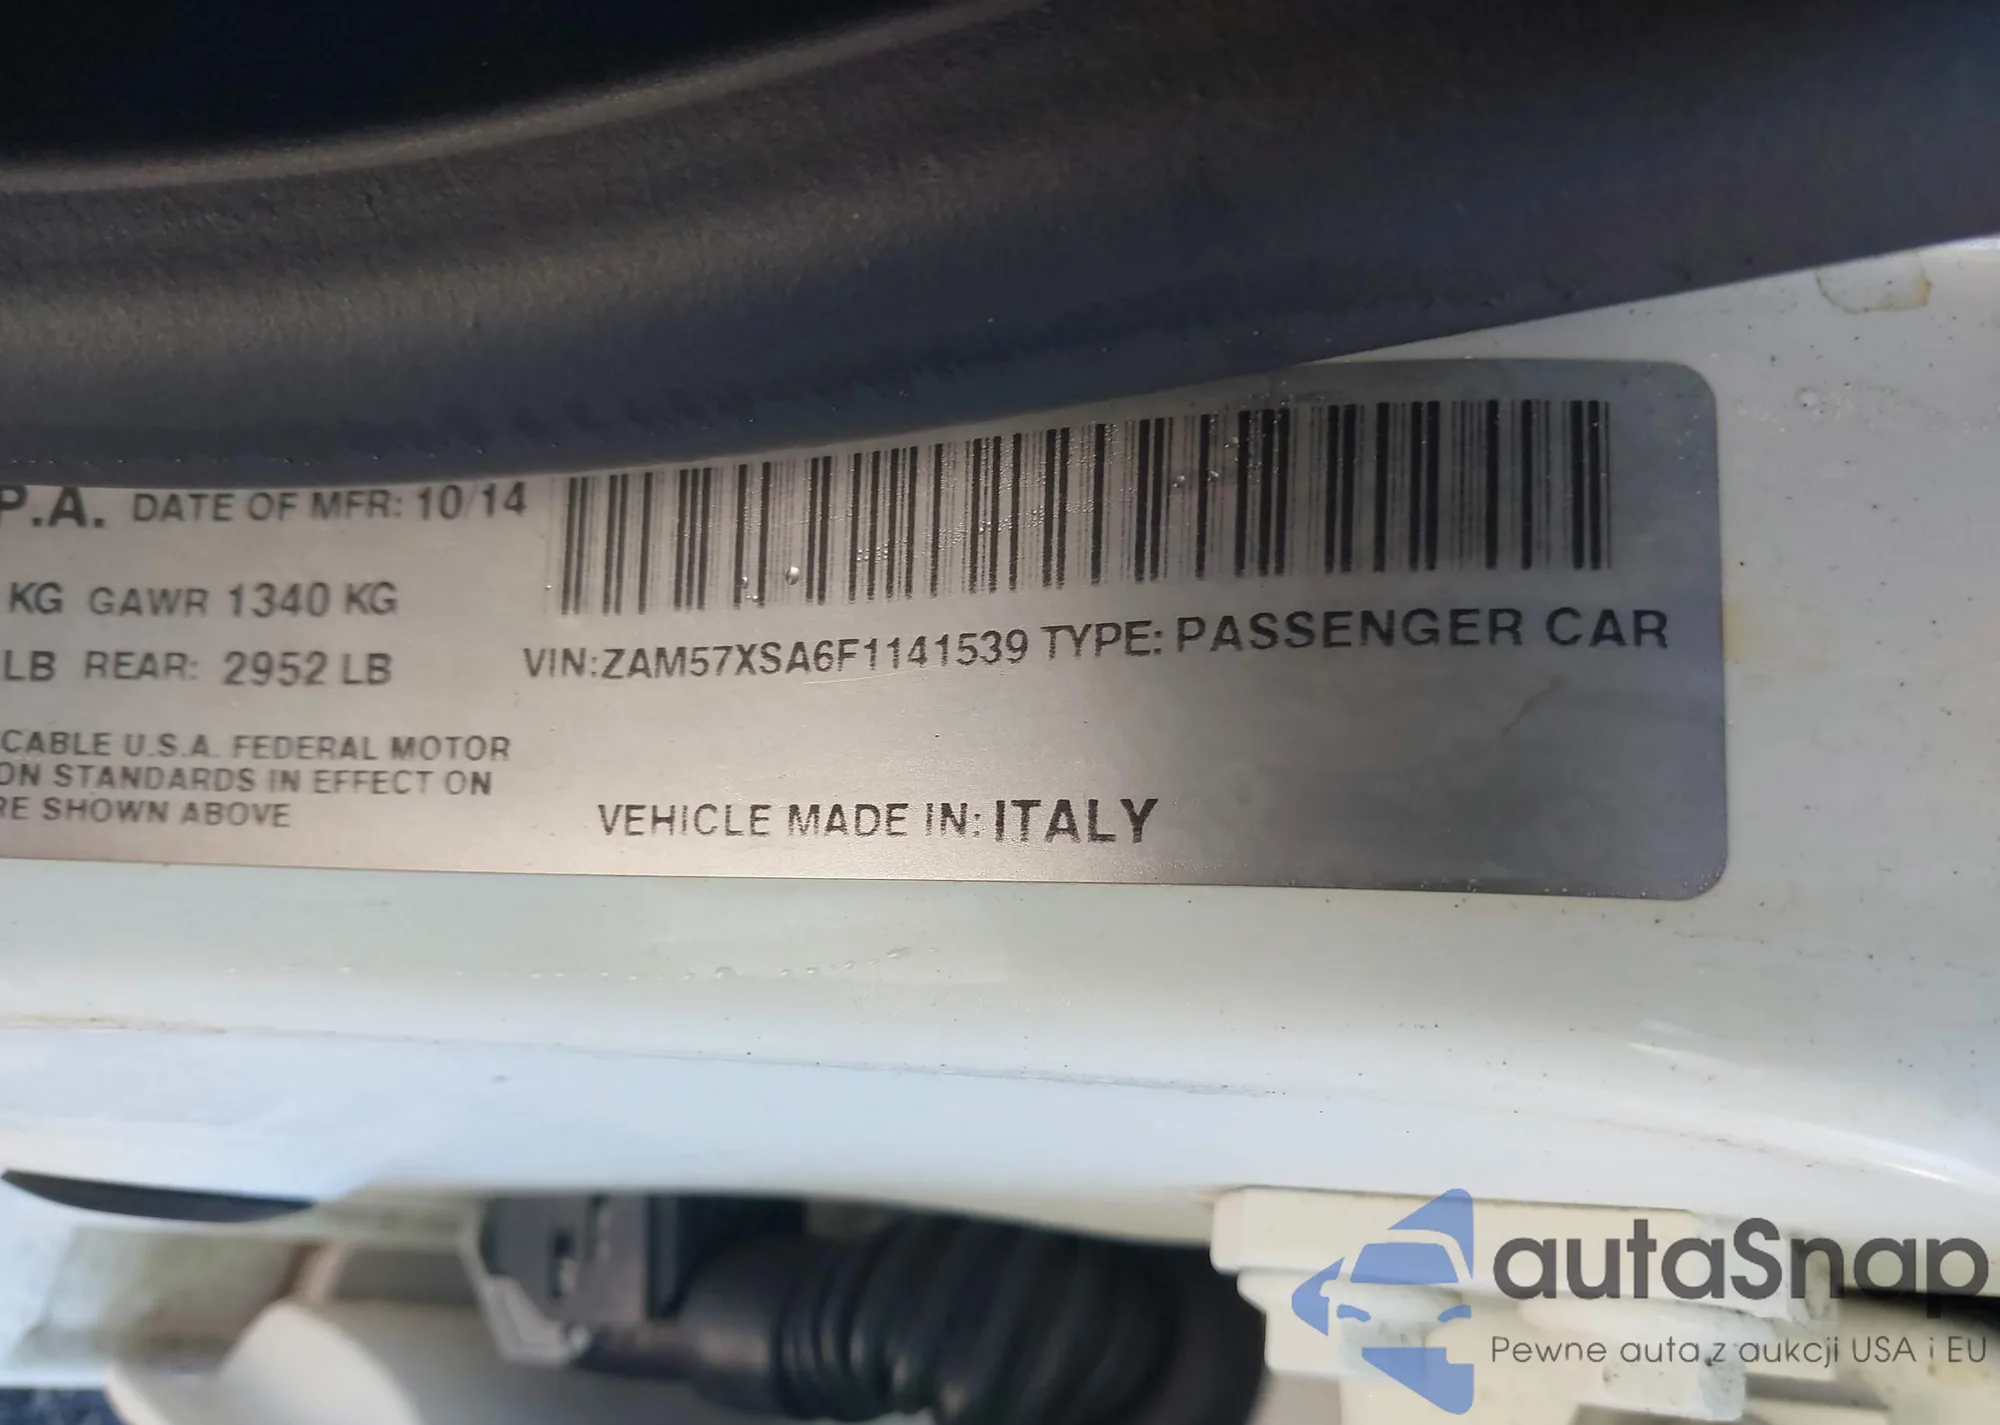 P.A. DATE OF MFR: 10/14
KG GAWR 1340 KG
LB REAR: 2952 LB
VIN:ZAM57XSA6F1141539 TYPE: PASSENGER CAR
CABLE U.S.A. FEDERAL MOTOR
ON STANDARDS IN EFFECT ON
RE SHOWN ABOVE
VEHICLE MADE IN: ITALY
autaSnap
Pewne auta z aukcji USA i EU